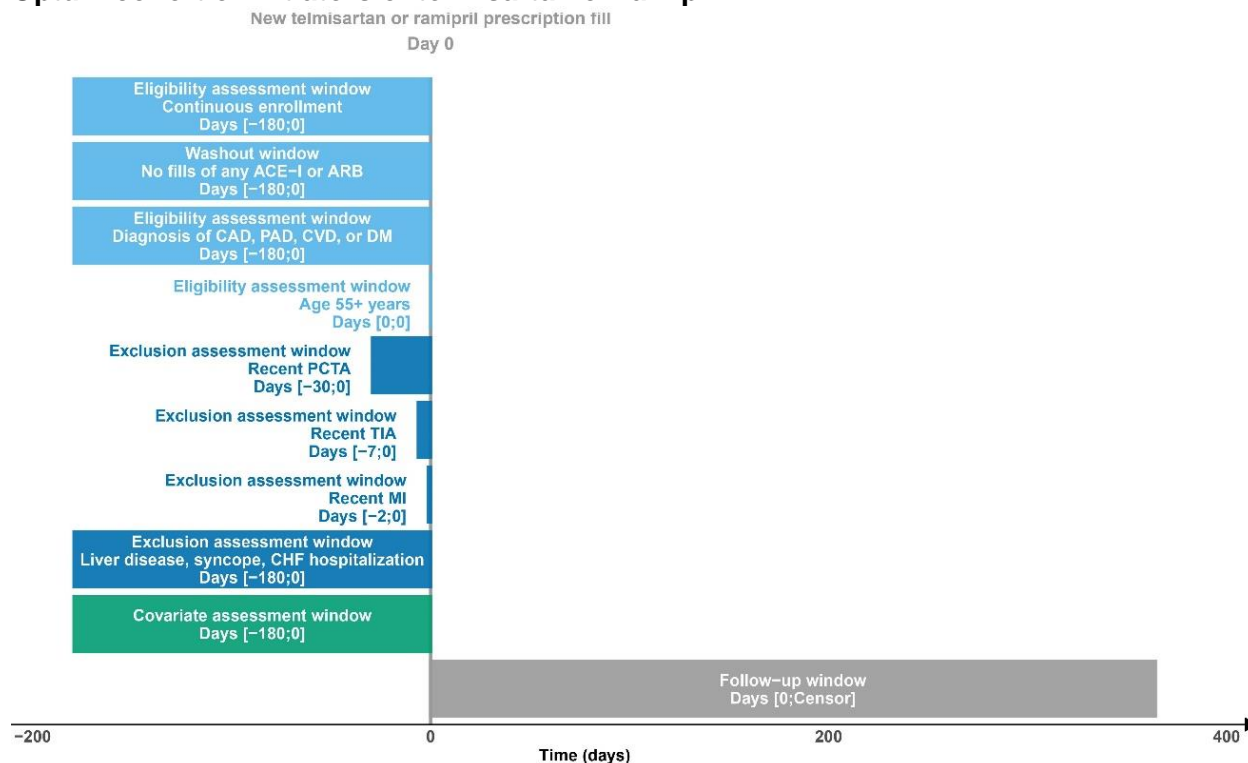 New telmisartan or ramipril prescription fill
Day 0
Eligibility assessment window
Continuous enrollment
Days [−180;0]
Washout window
No fills of any ACE−I or ARB
Days [−180;0]
Eligibility assessment window
Diagnosis of CAD, PAD, CVD, or DM
Days [−180;0]
Eligibility assessment window
Age 55+ years
Days [0;0]
Exclusion assessment window
Recent PCTA
Days [−30;0]
Exclusion assessment window
Recent TIA
Days [−7;0]
Exclusion assessment window
Recent MI
Days [−2;0]
Exclusion assessment window
Liver disease, syncope, CHF hospitalization
Days [−180;0]
Covariate assessment window
Days [−180;0]
Follow−up window
Days [0;Censor]
−200 0 200 400
Time (days)